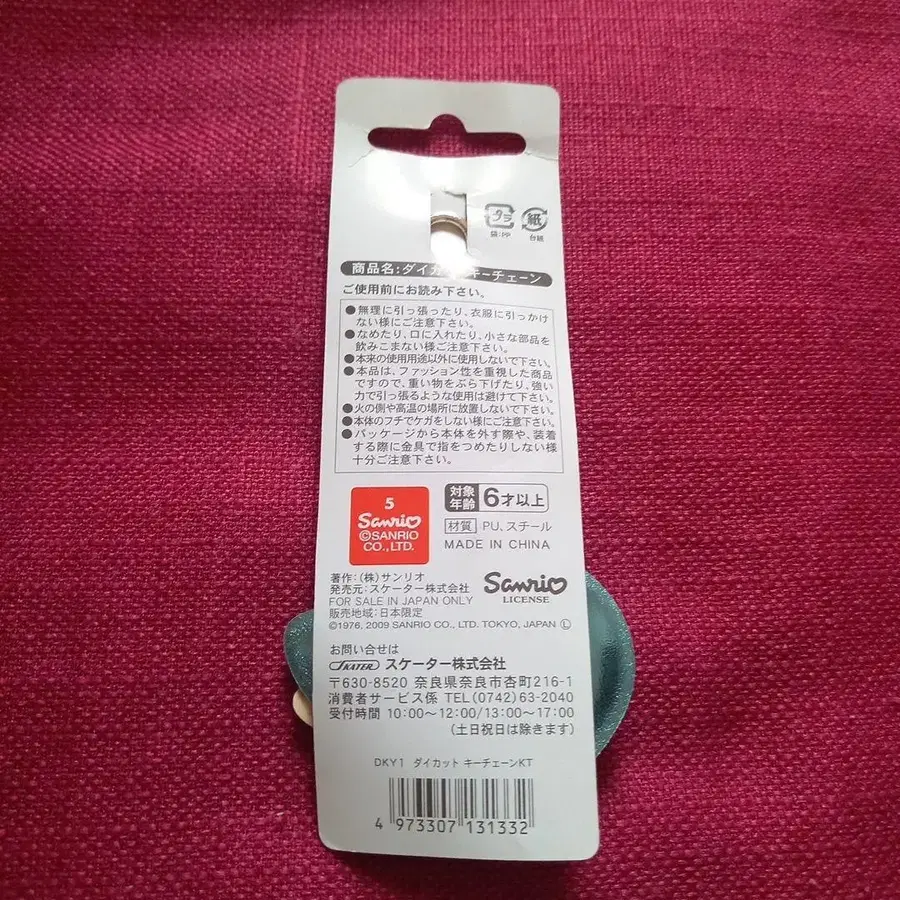 プラ
紙
袋:PP
台紙
商品名:ダイカット キーチェーン
ご使用前にお読み下さい。
●無理に引っ張ったり、衣服に引っかけ
ない様にご注意下さい。
●なめたり、口に入れたり、小さな部品を
飲みこまない様ご注意下さい。
●本来の使用用途以外に使用しないで下さい。
●本品は、ファッション性を重視した商品
ですので、重い物をぶら下げたり、強い
力で引っ張るような使用は避けて下さい。
●火の側や高温の場所に放置しないで下さい。
●本体のフチでケガをしない様にご注意下さい。
●パッケージから本体を外す際や、装着
する際に金具で指をつめたりしない様
十分ご注意下さい。
5
Sanrio
©SANRIO
CO., LTD.
対象年齢 6才以上
材質 PU、スチール
MADE IN CHINA
著作:(株)サンリオ
発売元:スケーター株式会社
FOR SALE IN JAPAN ONLY
販売地域:日本限定
Sanrio
LICENSE
©1976, 2009 SANRIO CO., LTD. TOKYO, JAPAN Ⓛ
お問い合せは
SKATER スケーター株式会社
〒630-8520 奈良県奈良市杏町216-1
消費者サービス係 TEL(0742)63-2040
受付時間 10:00〜12:00/13:00〜17:00
(土日祝日は除きます)
DKY1 ダイカット キーチェーンKT
4 973307 131332